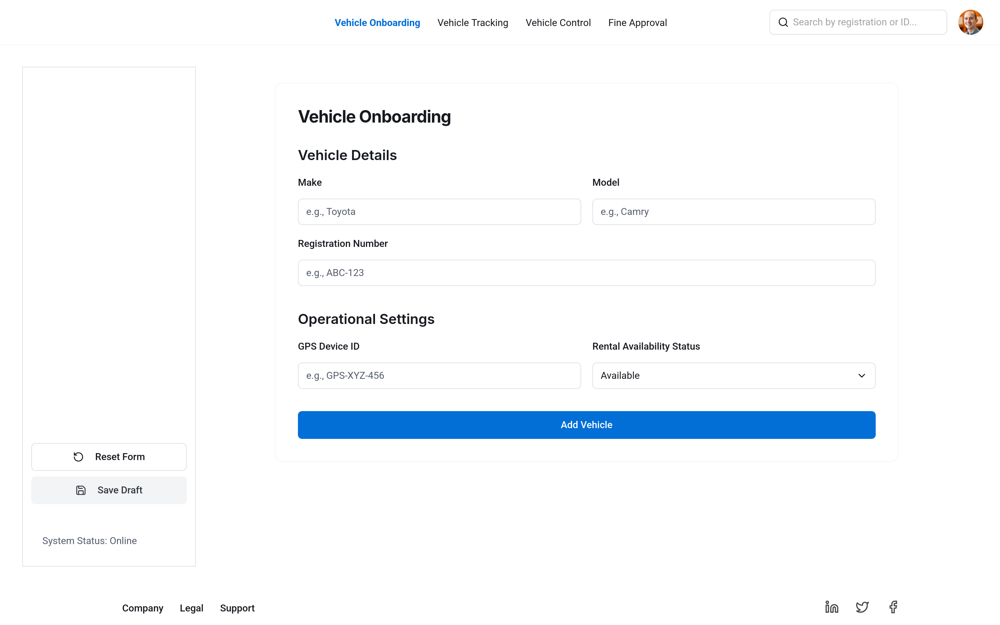 Vehicle Onboarding Vehicle Tracking Vehicle Control Fine Approval Search by registration or ID...
Vehicle Onboarding
Vehicle Details
Make Model
e.g., Toyota e.g., Camry
Registration Number
e.g., ABC-123
Operational Settings
GPS Device ID Rental Availability Status
e.g., GPS-XYZ-456 Available
Add Vehicle
Reset Form
Save Draft
System Status: Online
Company Legal Support